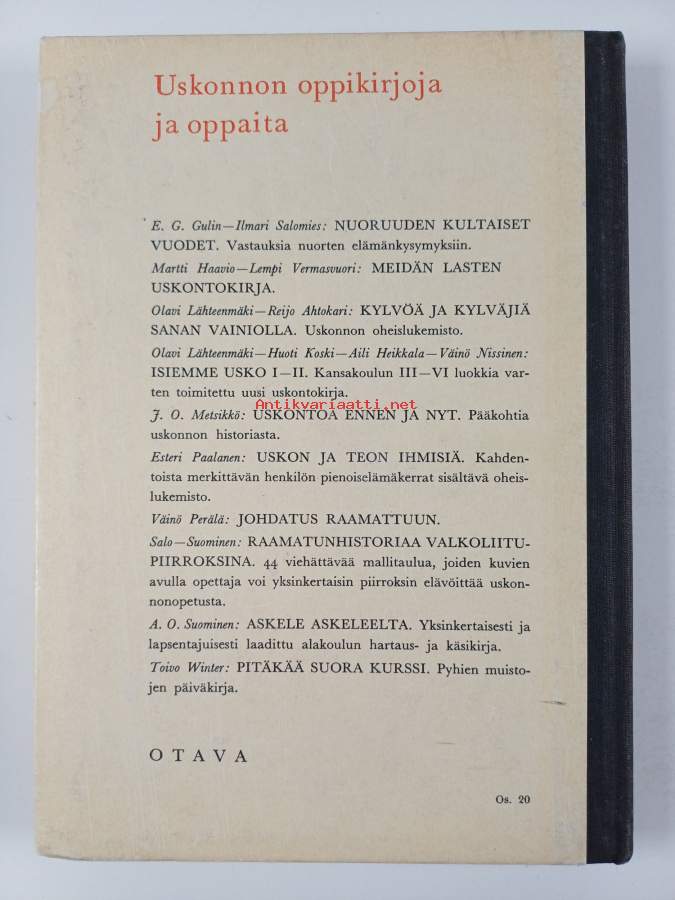 Uskonnon oppikirjoja
ja oppaita
E. G. Gulin—Ilmari Salomies: NUORUUDEN KULTAISET
VUODET. Vastauksia nuorten elämänkysymyksiin.
Martti Haavio—Lempi Vermasvuori: MEIDÄN LASTEN
USKONTOKIRJA.
Olavi Lähteenmäki—Reijo Ahtokari: KYLVÖÄ JA KYLVÄJIÄ
SANAN VAINIOLLA. Uskonnon oheislukemisto.
Olavi Lähteenmäki—Huoti Koski—Aili Heikkala—Väinö Nissinen:
ISIEMME USKO I—II. Kansakoulun III—VI luokkia var-
ten toimitettu uusi uskontokirja.
Antikvariaatti.net
J. O. Metsikkö: USKONTOA ENNEN JA NYT. Pääkohtia
uskonnon historiasta.
Esteri Paalanen: USKON JA TEON IHMISIÄ. Kahden-
toista merkittävän henkilön pienoiselämäkerrat sisältävä oheis-
lukemisto.
Väinö Perälä: JOHDATUS RAAMATTUUN.
Salo—Suominen: RAAMATUNHISTORIAA VALKOLIITU-
PIIRROKSINA. 44 viehättävää mallitaulua, joiden kuvien
avulla opettaja voi yksinkertaisin piirroksin elävöittää uskon-
nonopetusta.
A. O. Suominen: ASKELE ASKELEELTA. Yksinkertaisesti ja
lapsentajuisesti laadittu alakoulun hartaus- ja käsikirja.
Toivo Winter: PITÄKÄÄ SUORA KURSSI. Pyhien muisto-
jen päiväkirja.
OTAVA
Os. 20